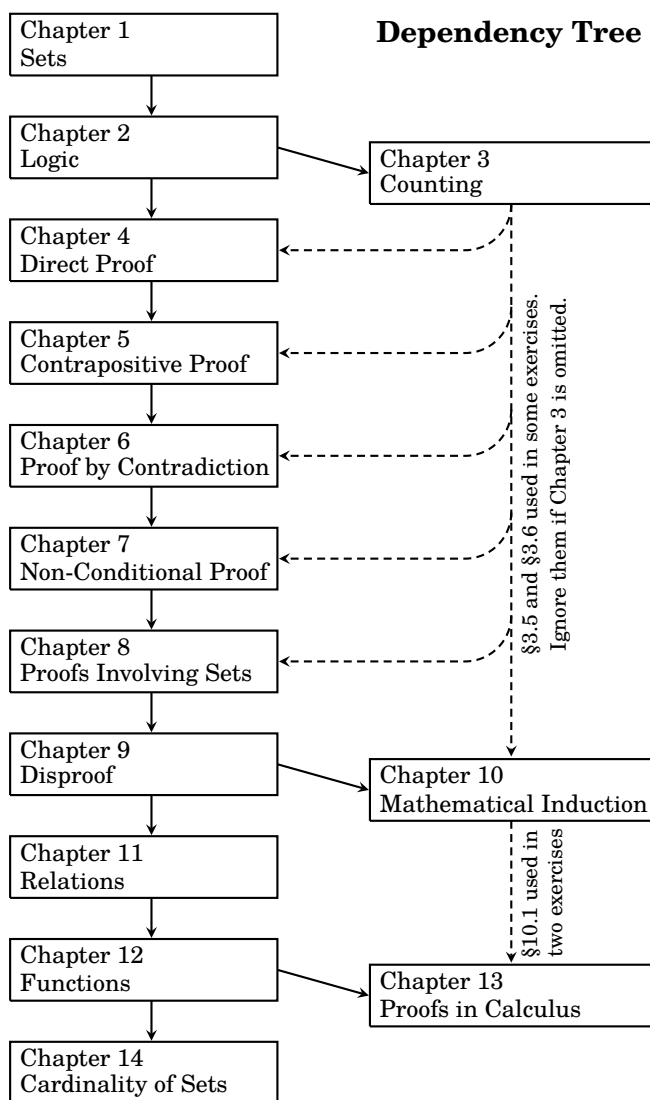 Dependency Tree
Chapter 1
Sets
Chapter 2
Logic
Chapter 3
Counting
Chapter 4
Direct Proof
Chapter 5
Contrapositive Proof
Chapter 6
Proof by Contradiction
Chapter 7
Non-Conditional Proof
Chapter 8
Proofs Involving Sets
§3.5 and §3.6 used in some exercises.
Ignore them if Chapter 3 is omitted.
Chapter 9
Disproof
Chapter 10
Mathematical Induction
Chapter 11
Relations
§10.1 used in
two exercises
Chapter 12
Functions
Chapter 13
Proofs in Calculus
Chapter 14
Cardinality of Sets